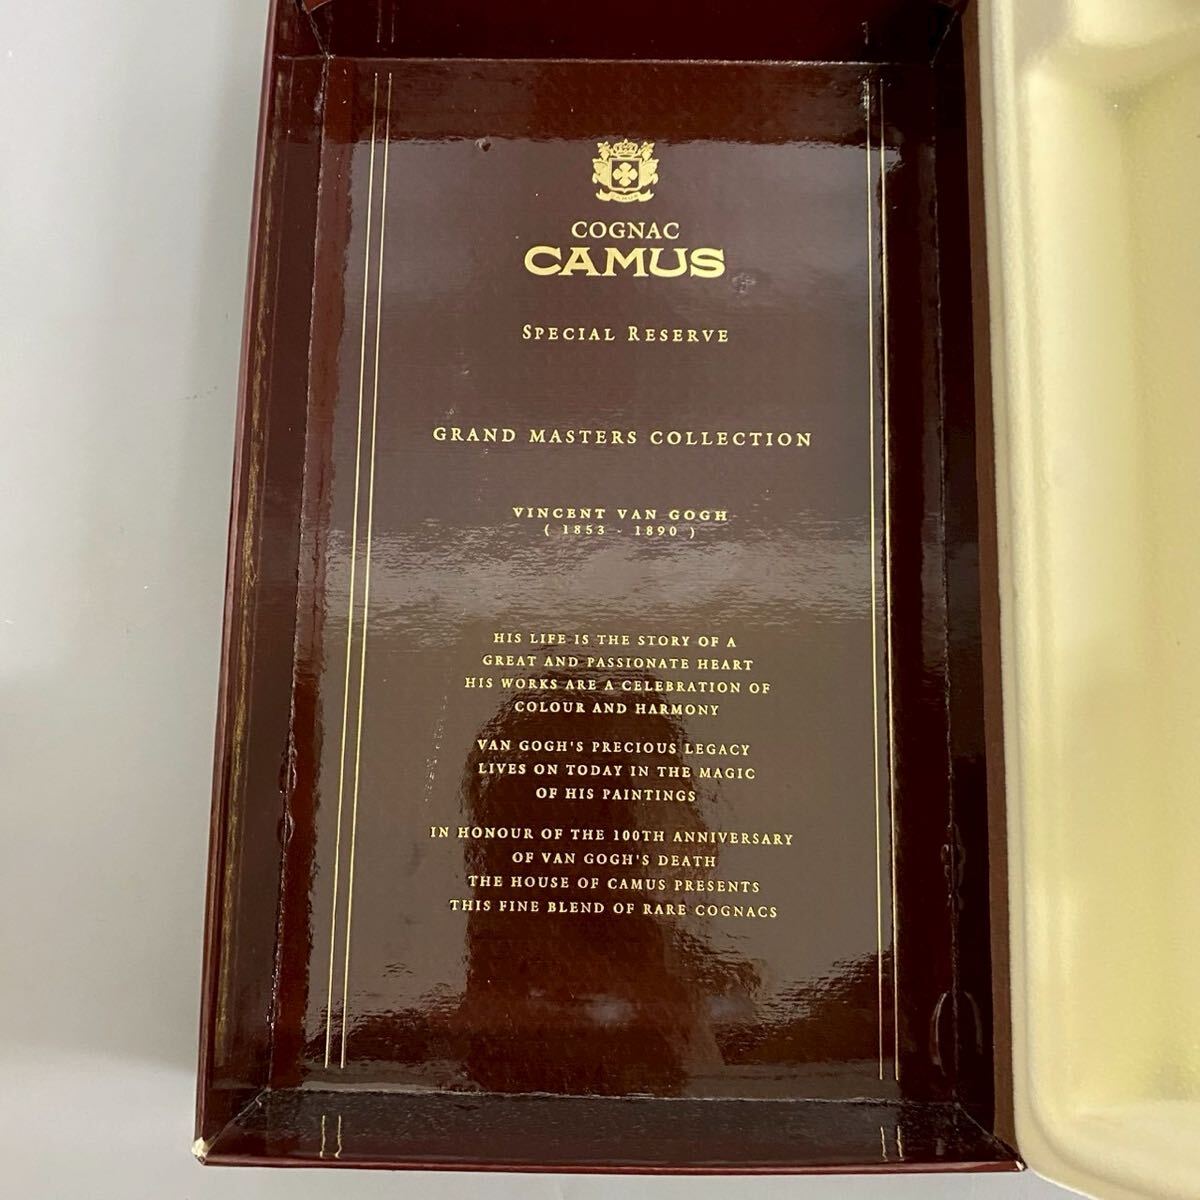 CAMUS
COGNAC
CAMUS
SPECIAL RESERVE
GRAND MASTERS COLLECTION
VINCENT VAN GOGH
( 1853 - 1890 )
HIS LIFE IS THE STORY OF A
GREAT AND PASSIONATE HEART
HIS WORKS ARE A CELEBRATION OF
COLOUR AND HARMONY
VAN GOGH'S PRECIOUS LEGACY
LIVES ON TODAY IN THE MAGIC
OF HIS PAINTINGS
IN HONOUR OF THE 100TH ANNIVERSARY
OF VAN GOGH'S DEATH
THE HOUSE OF CAMUS PRESENTS
THIS FINE BLEND OF RARE COGNACS